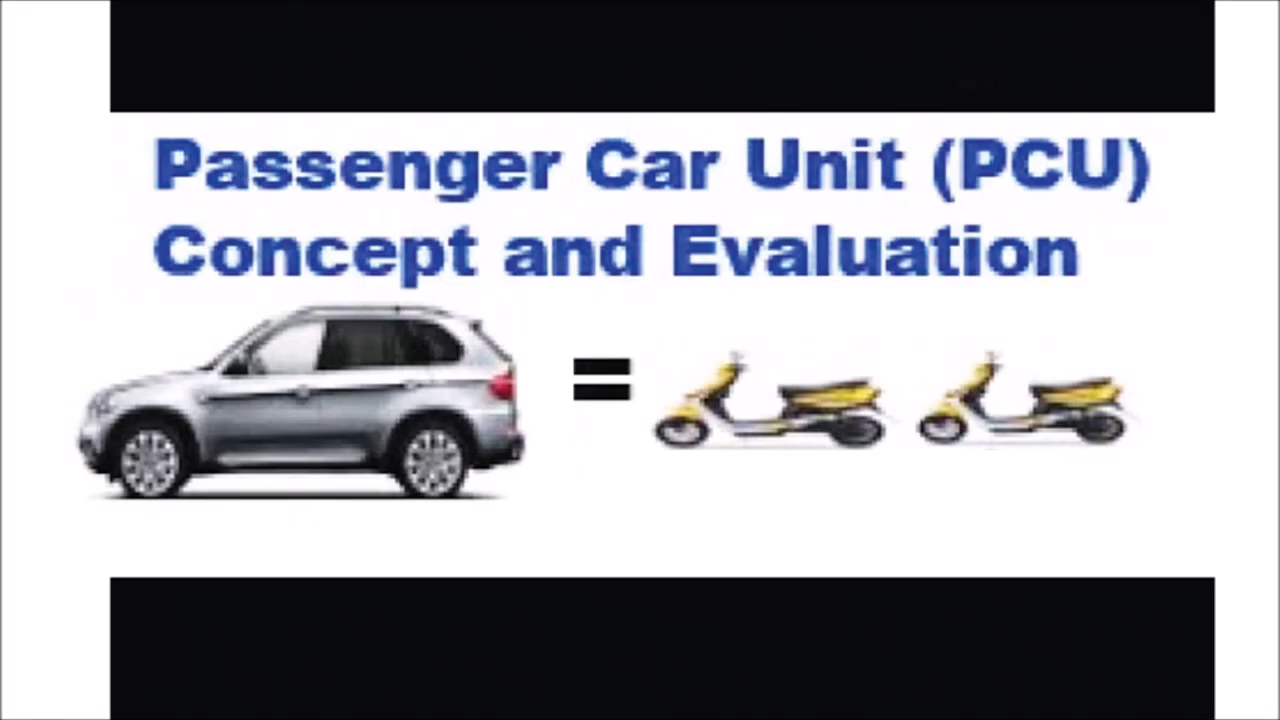 Passenger Car Unit (PCU)
Concept and Evaluation
=